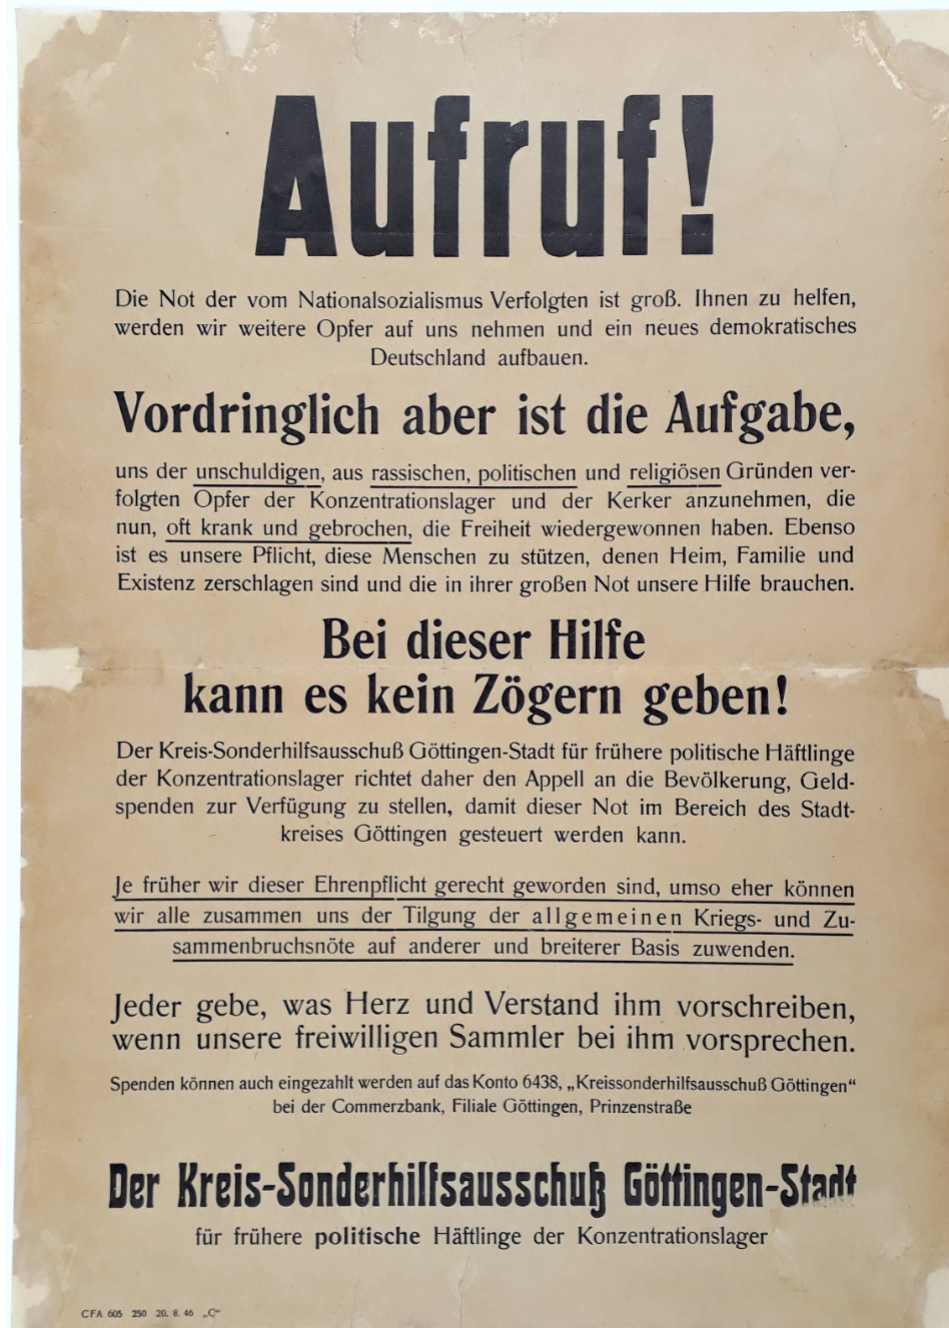 Aufruf!
Die Not der vom Nationalsozialismus Verfolgten ist groß. Ihnen zu helfen,
werden wir weitere Opfer auf uns nehmen und ein neues demokratisches
Deutschland aufbauen.
Vordringlich aber ist die Aufgabe,
uns der unschuldigen, aus rassischen, politischen und religiösen Gründen ver-
folgten Opfer der Konzentrationslager und der Kerker anzunehmen, die
nun, oft krank und gebrochen, die Freiheit wiedergewonnen haben. Ebenso
ist es unsere Pflicht, diese Menschen zu stützen, denen Heim, Familie und
Existenz zerschlagen sind und die in ihrer großen Not unsere Hilfe brauchen.
Bei dieser Hilfe
kann es kein Zögern geben!
Der Kreis-Sonderhilfsausschuß Göttingen-Stadt für frühere politische Häftlinge
der Konzentrationslager richtet daher den Appell an die Bevölkerung, Geld-
spenden zur Verfügung zu stellen, damit dieser Not im Bereich des Stadt-
kreises Göttingen gesteuert werden kann.
Je früher wir dieser Ehrenpflicht gerecht geworden sind, umso eher können
wir alle zusammen uns der Tilgung der allgemeinen Kriegs- und Zu-
sammenbruchsnöte auf anderer und breiterer Basis zuwenden.
Jeder gebe, was Herz und Verstand ihm vorschreiben,
wenn unsere freiwilligen Sammler bei ihm vorsprechen.
Spenden können auch eingezahlt werden auf das Konto 6438, „Kreissonderhilfsausschuß Göttingen“
bei der Commerzbank, Filiale Göttingen, Prinzenstraße
Der Kreis-Sonderhilfsausschuß Göttingen-Stadt
für frühere politische Häftlinge der Konzentrationslager
CFA 605 250 20. 8. 46 „C“